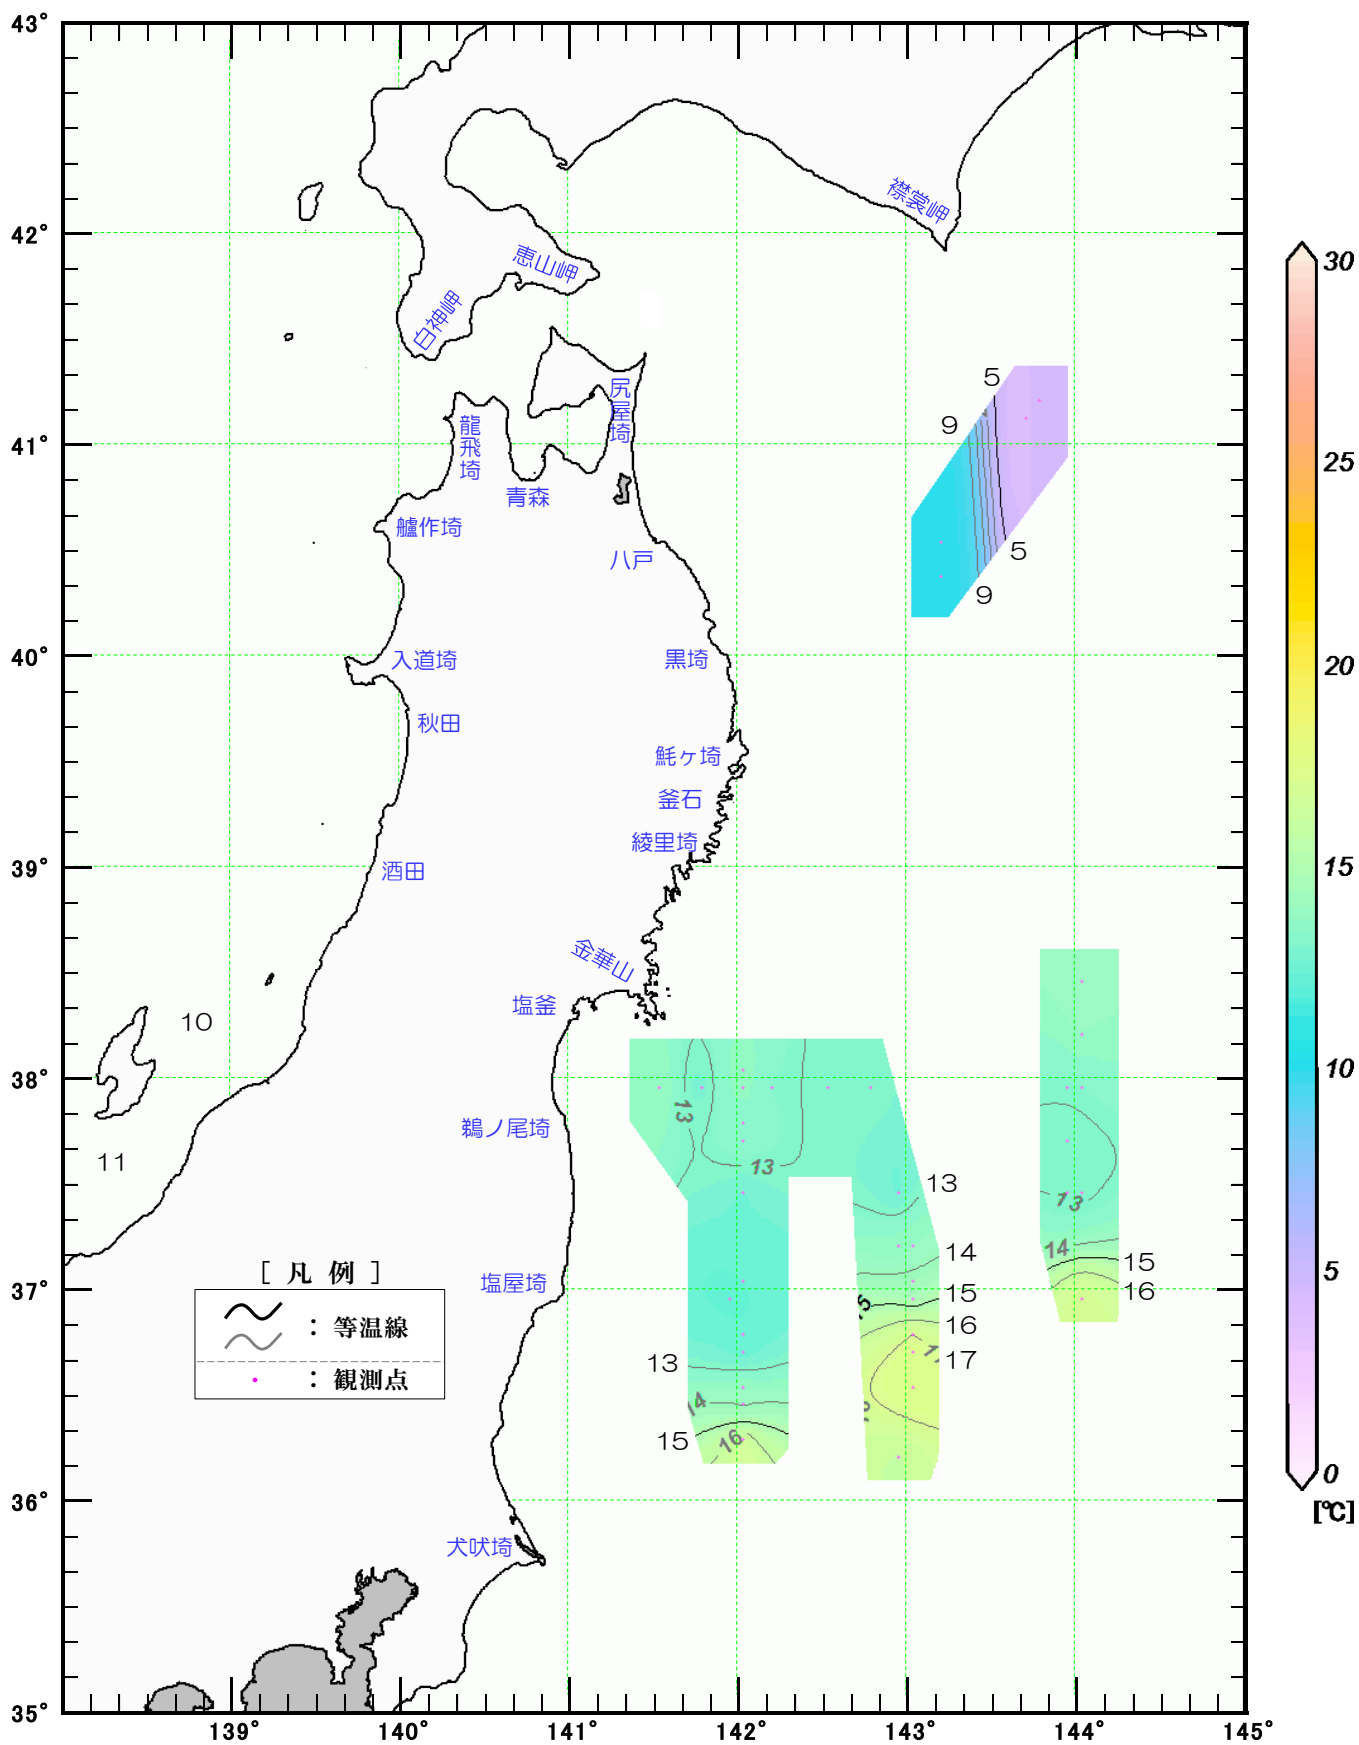 43°
襟裳岬
42°
恵山岬
30
白神岬
5
尻屋埼
9
龍飛埼
41°
25
青森
艫作埼
5
八戸
9
40°
入道埼
黒埼
20
秋田
魹ヶ埼
釜石
綾里埼
39°
酒田
15
金華山
塩釜
10
38°
10
13
鵜ノ尾埼
11
13
13
13
14
14
15
5
[ 凡 例 ]
塩屋埼
37°
15
16
15
16
：等温線
13
17
17
：観測点
14
15
16
0
[℃]
36°
犬吠埼
35°
139°
140°
141°
142°
143°
144°
145°